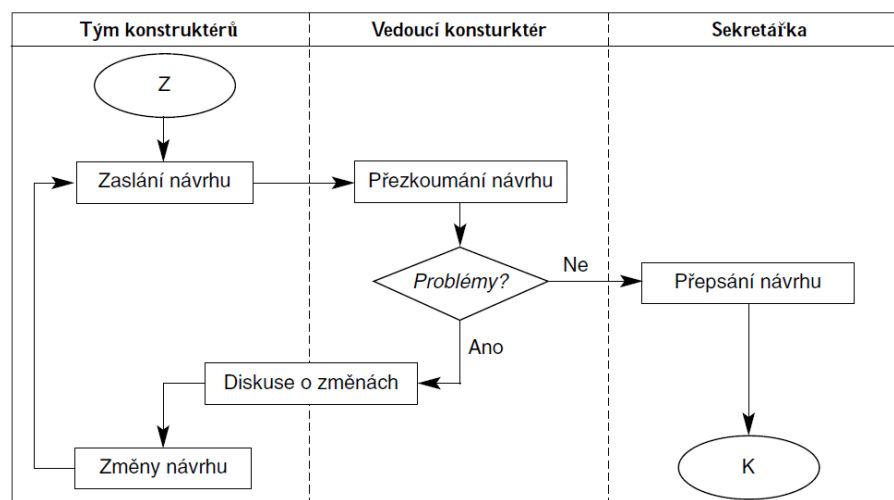 Tým konstruktérů
Vedoucí konsturktér
Sekretářka
Z
Zaslání návrhu
Přezkoumání návrhu
Problémy?
Ne
Přepsání návrhu
Ano
Diskuse o změnách
Změny návrhu
K